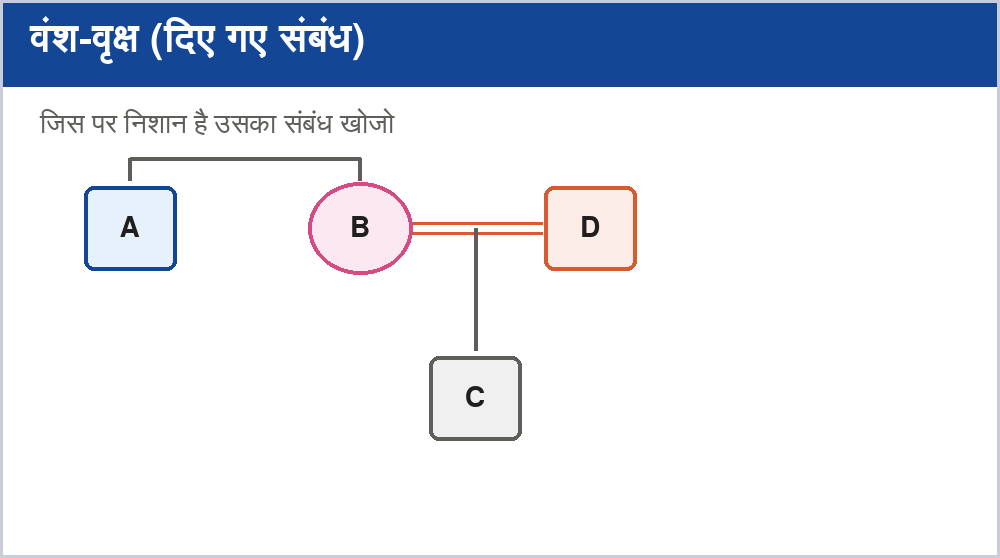 वंश-वृक्ष (दिए गए संबंध)
जिस पर निशान है उसका संबंध खोजो
A
B
D
C